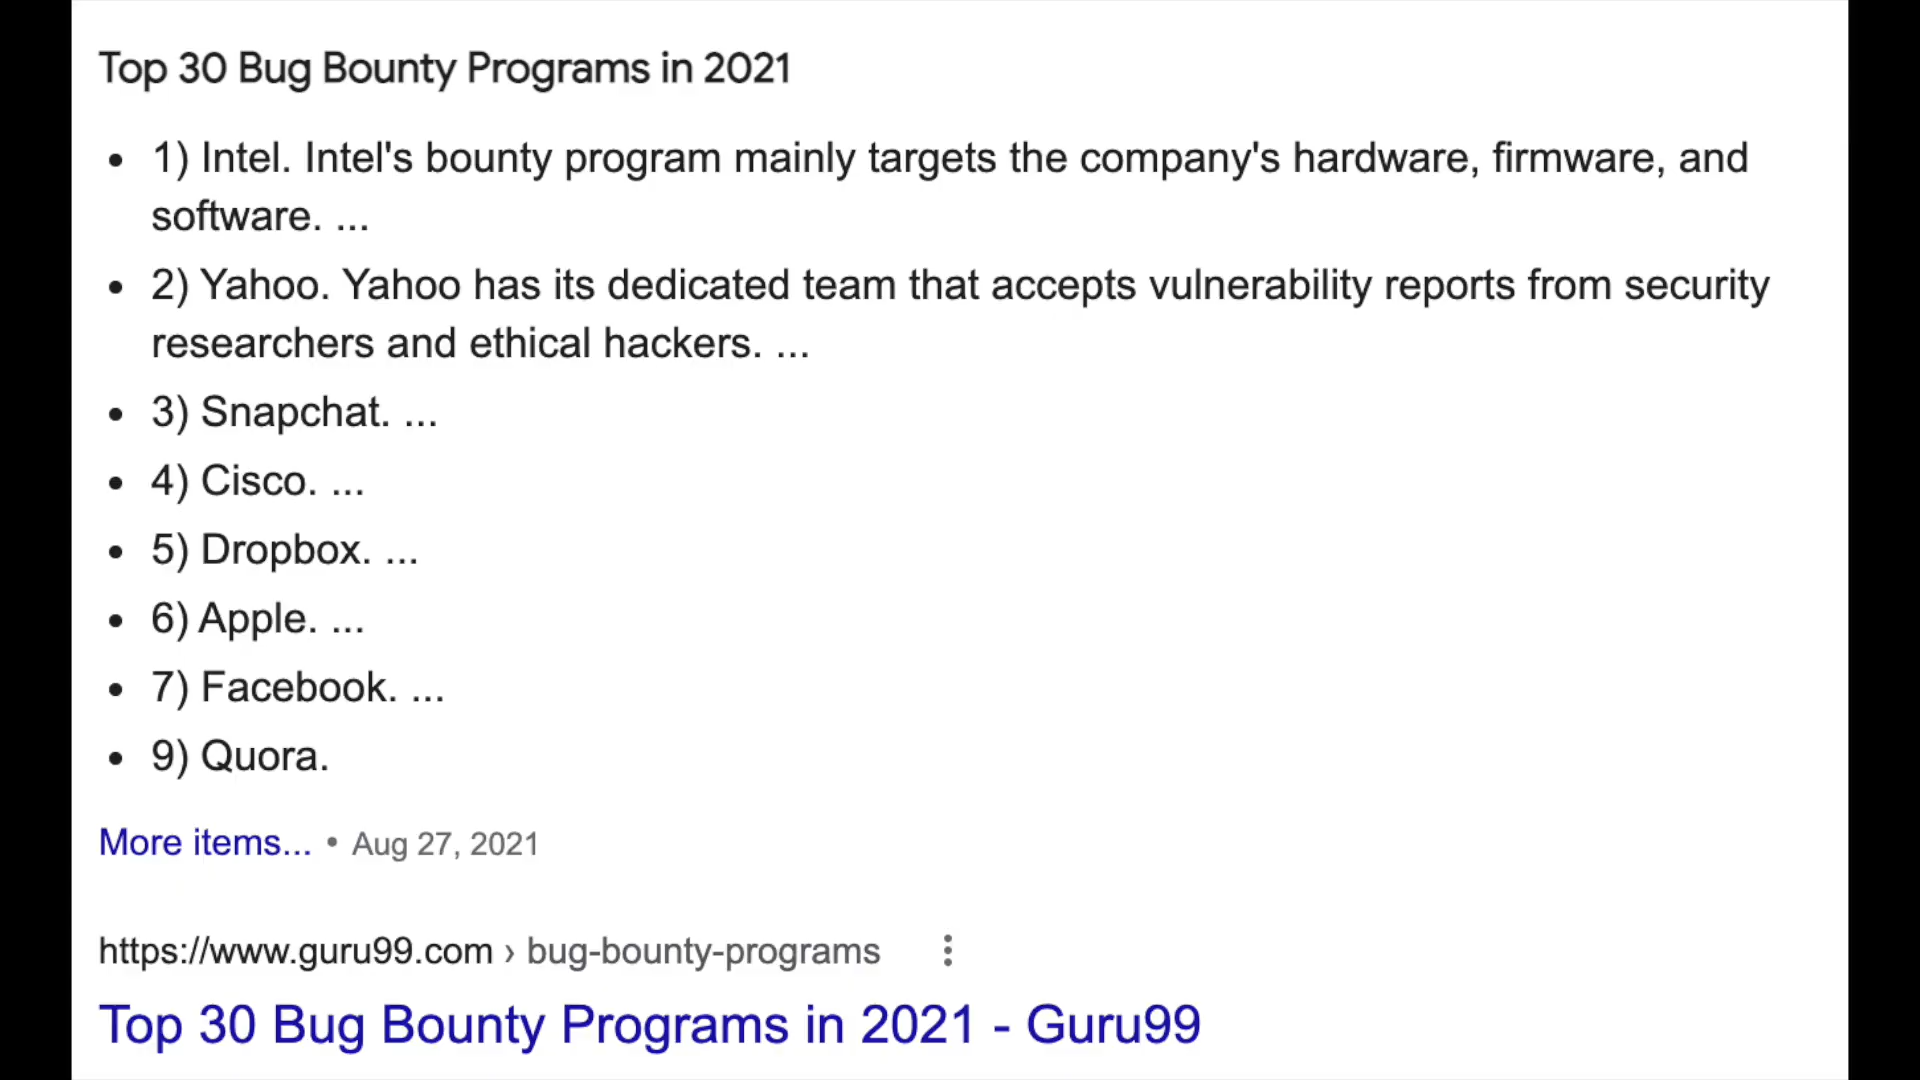 Top 30 Bug Bounty Programs in 2021
• 1) Intel. Intel's bounty program mainly targets the company's hardware, firmware, and
software. ...
• 2) Yahoo. Yahoo has its dedicated team that accepts vulnerability reports from security
researchers and ethical hackers. ...
• 3) Snapchat. ...
• 4) Cisco. ...
• 5) Dropbox. ...
• 6) Apple. ...
• 7) Facebook. ...
• 9) Quora.
More items... • Aug 27, 2021
https://www.guru99.com › bug-bounty-programs
Top 30 Bug Bounty Programs in 2021 - Guru99